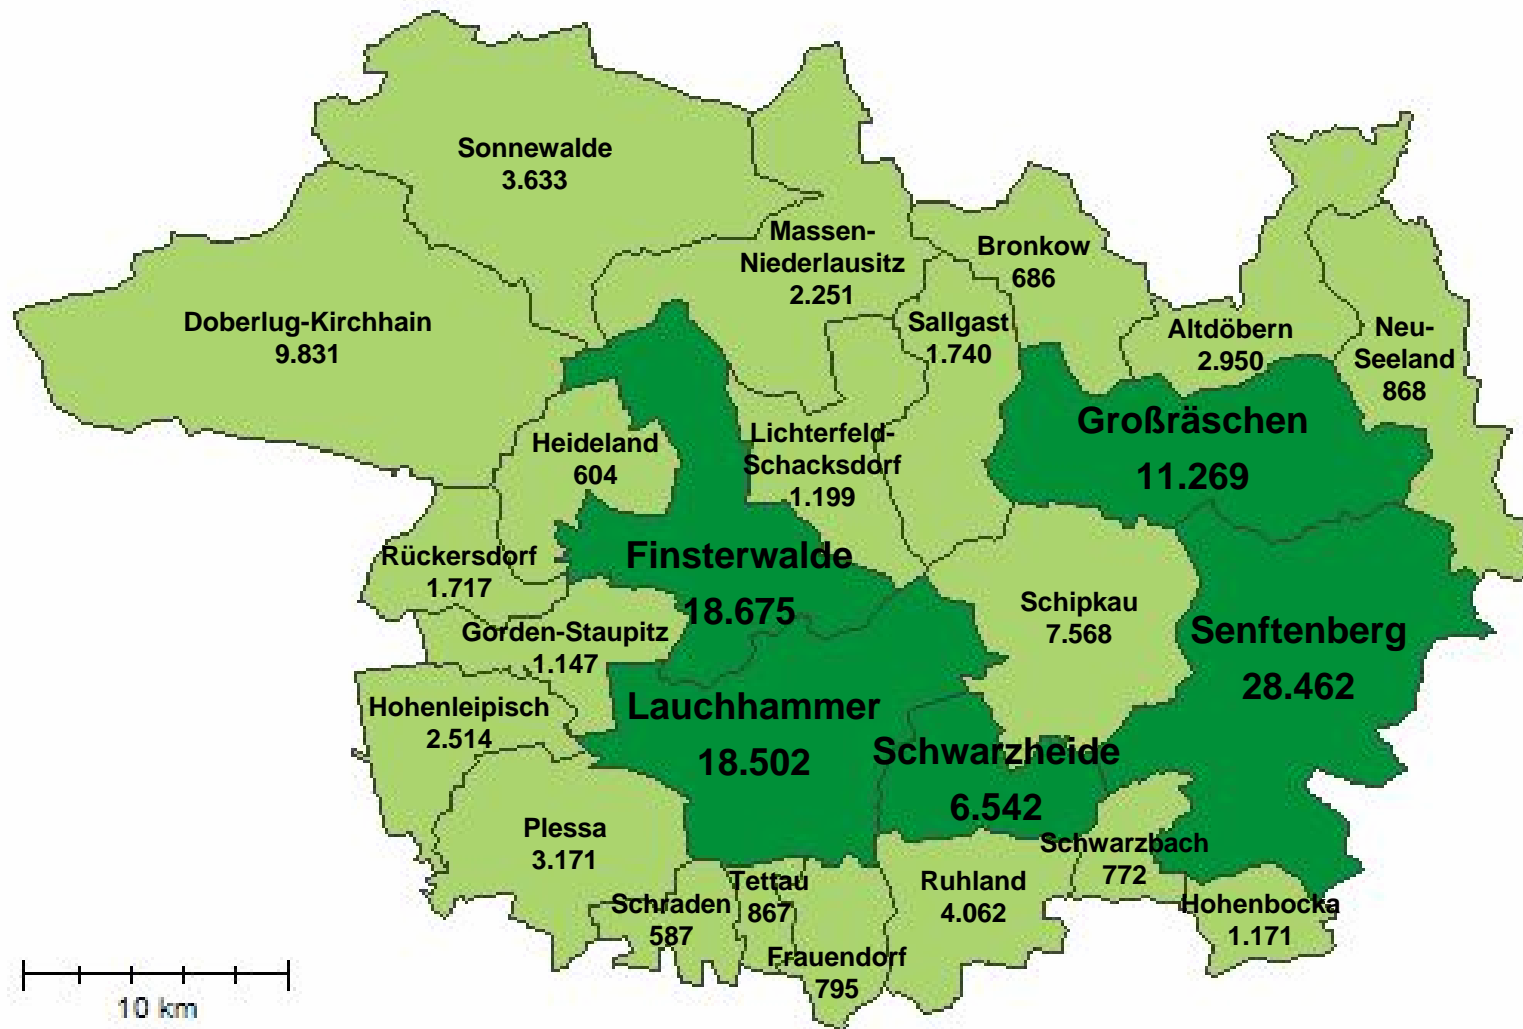 Sonnewalde
3.633
Massen-
Niederlausitz
2.251
Bronkow
686
Doberlug-Kirchhain
9.831
Sallgast
1.740
Altdöbern
2.950
Neu-
Seeland
868
Großräschen
11.269
Heideland
604
Lichterfeld-
Schacksdorf
1.199
Rückersdorf
1.717
Finsterwalde
18.675
Schipkau
7.568
Senftenberg
28.462
Gorden-Staupitz
1.147
Hohenleipisch
2.514
Lauchhammer
18.502
Schwarzheide
6.542
Plessa
3.171
Schwarzbach
772
Tettau
867
Ruhland
4.062
Schraden
587
Hohenbocka
1.171
Frauendorf
795
10 km